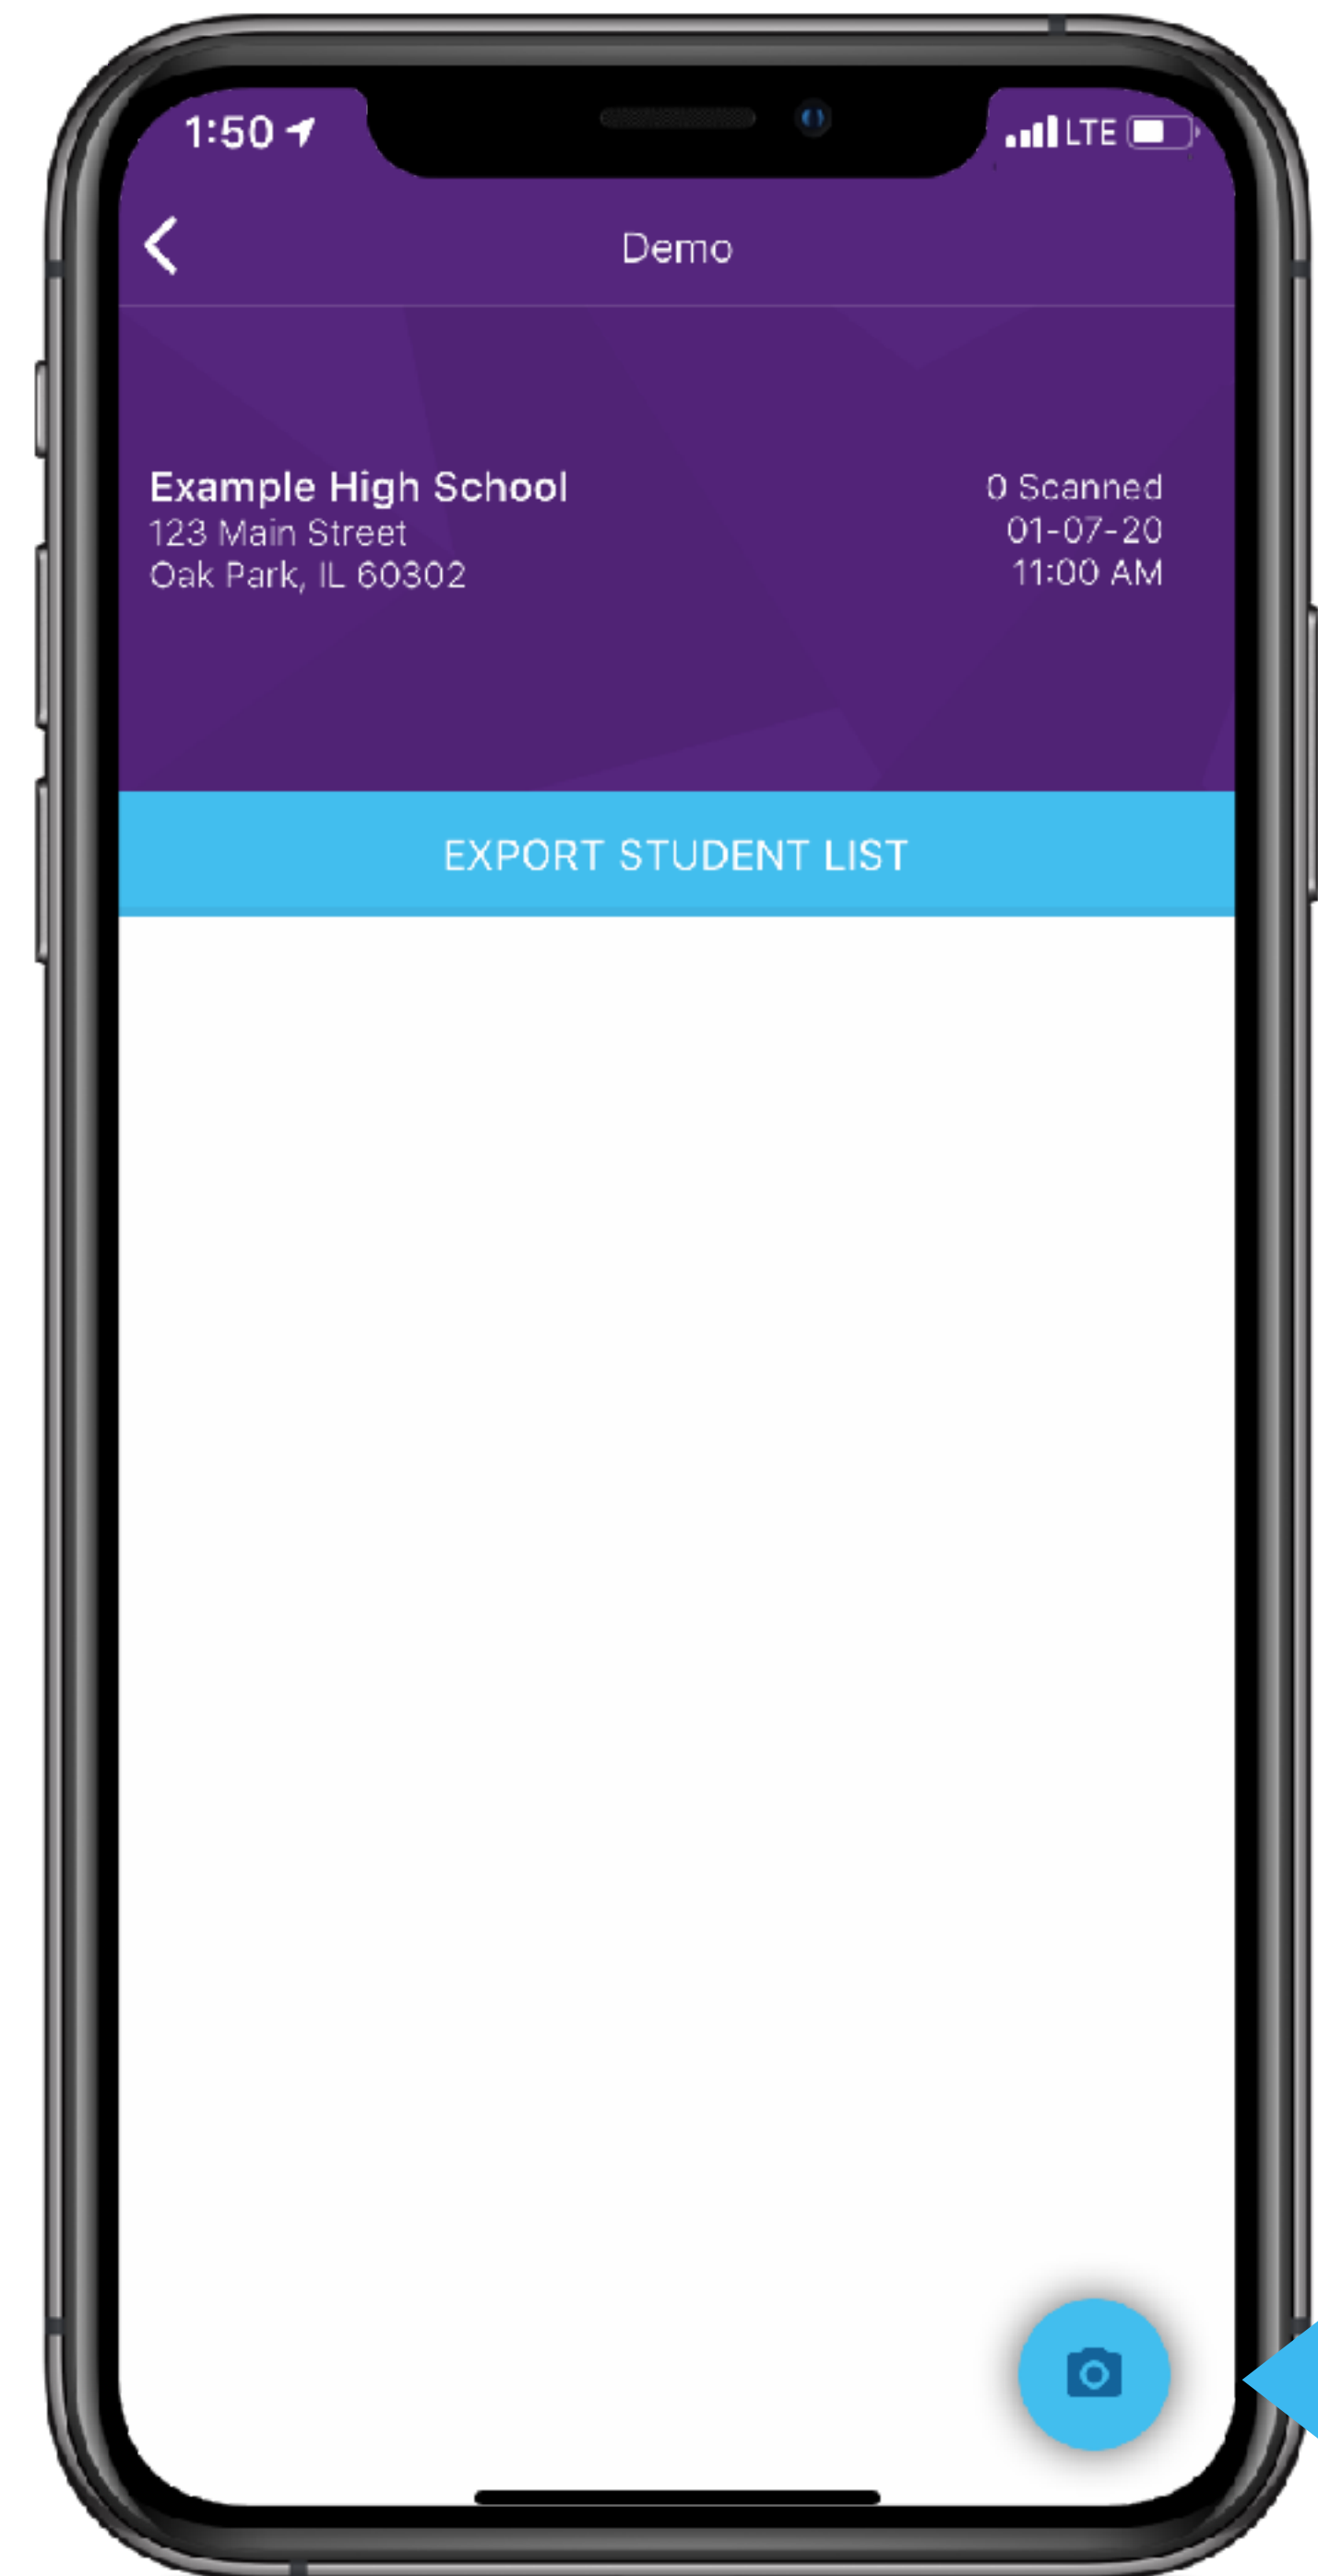 1:50
LTE
Demo
Example High School
123 Main Street
Oak Park, IL 60302
0 Scanned
01-07-20
11:00 AM
EXPORT STUDENT LIST